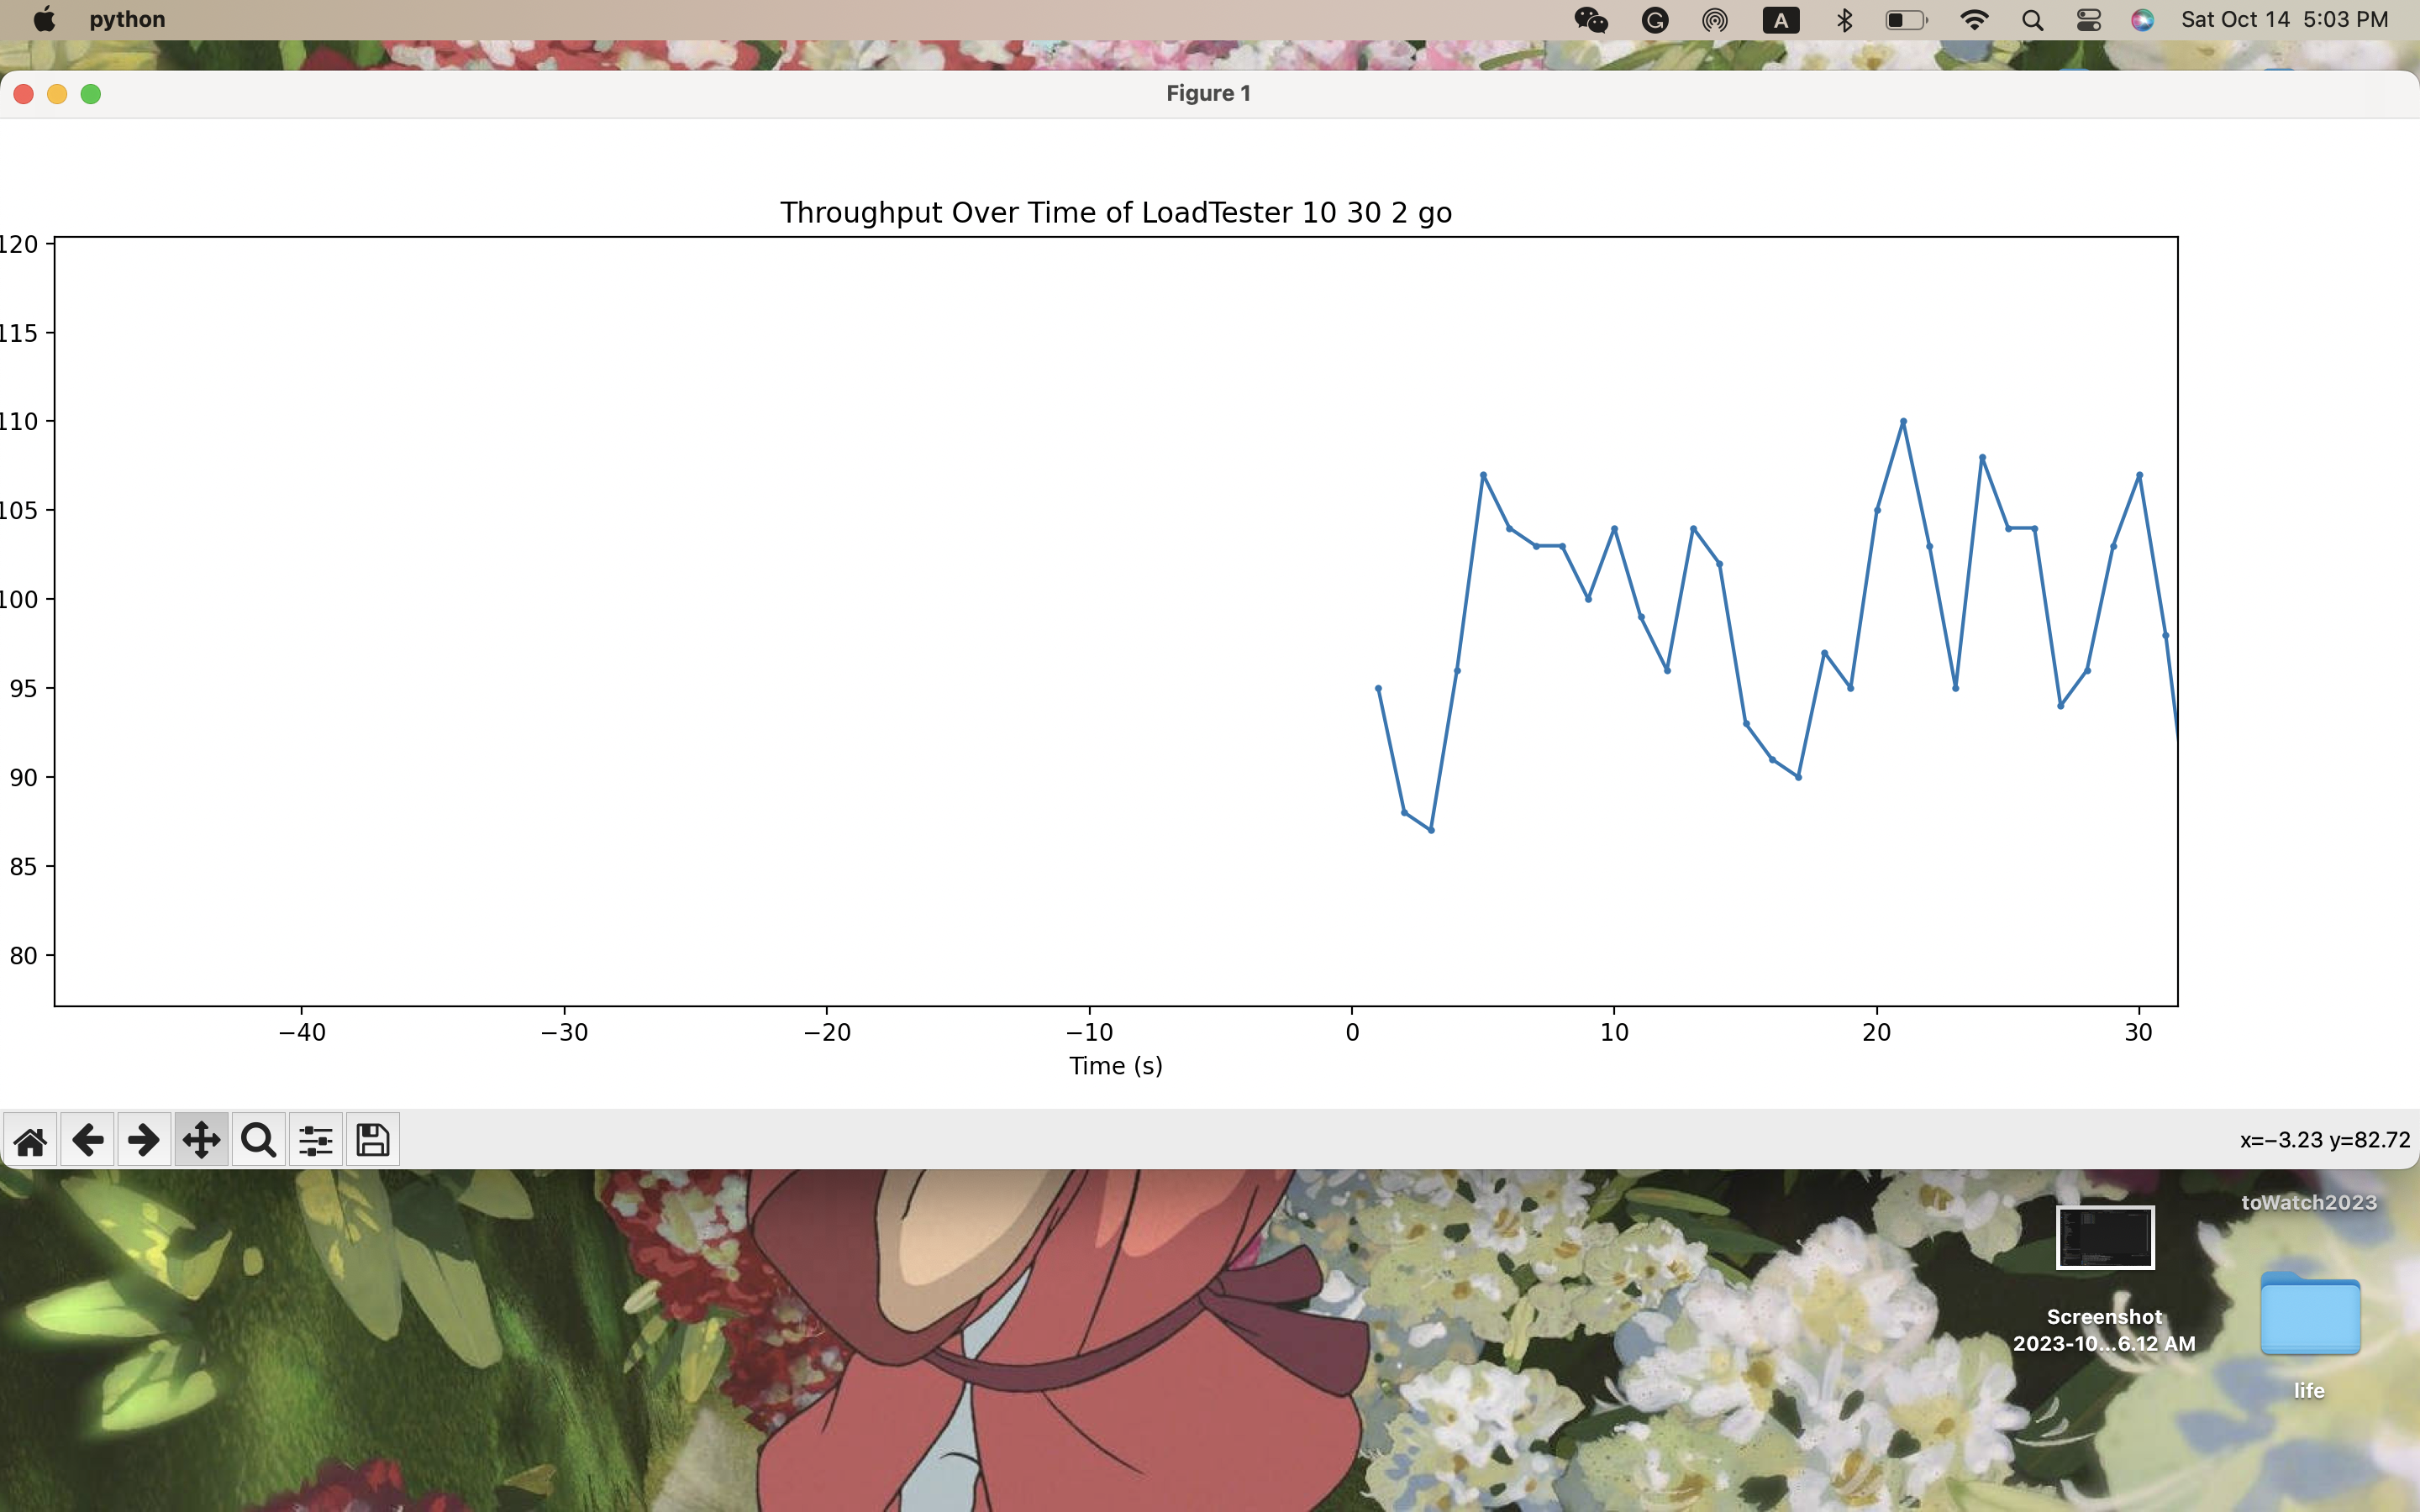 python
A
Sat Oct 14 5:03 PM
Figure 1
Throughput Over Time of LoadTester 10 30 2 go
120
115
110
105
100
95
90
85
80
−40 −30 −20 −10 0 10 20 30
Time (s)
x=−3.23 y=82.72
toWatch2023
Screenshot
2023-10...6.12 AM
life